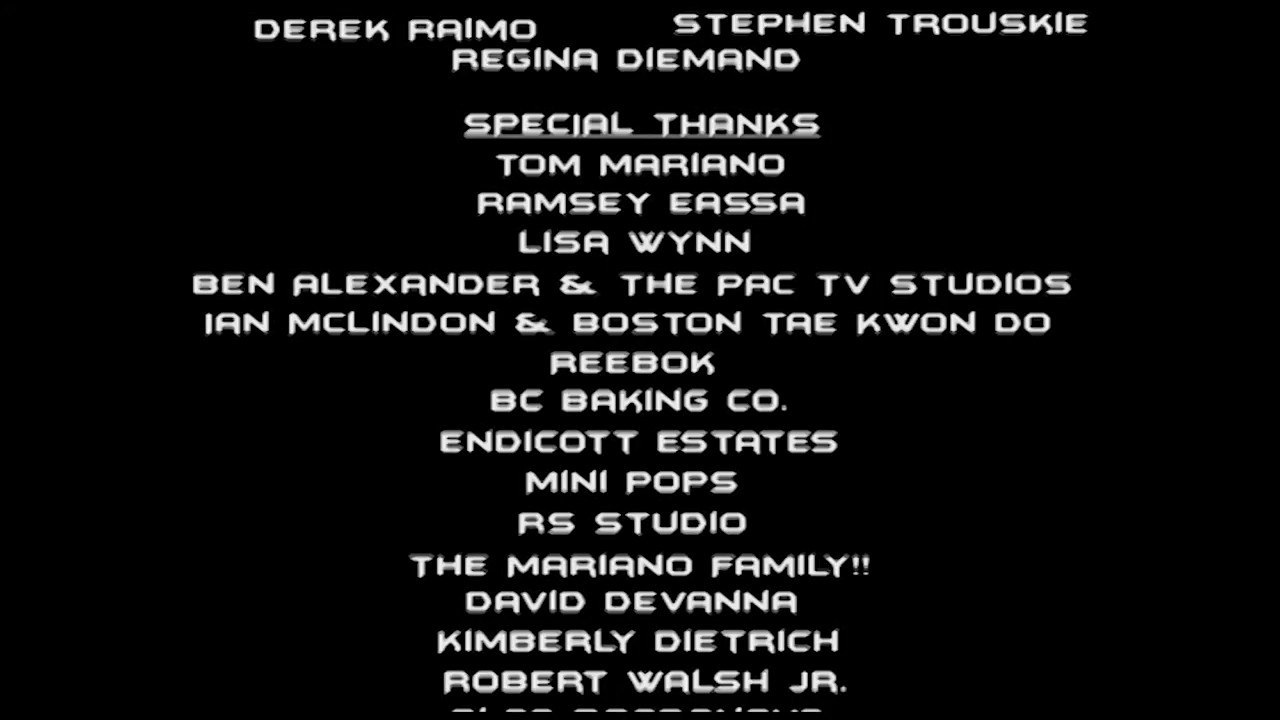 DEREK RAIMO STEPHEN TROUSKIE
REGINA DIEMAND
SPECIAL THANKS
TOM MARIANO
RAMSEY EASSA
LISA WYNN
BEN ALEXANDER & THE PAC TV STUDIOS
IAN MCLINDON & BOSTON TAE KWON DO
REEBOK
BC BAKING CO.
ENDICOTT ESTATES
MINI POPS
RS STUDIO
THE MARIANO FAMILY!!
DAVID DEVANNA
KIMBERLY DIETRICH
ROBERT WALSH JR.